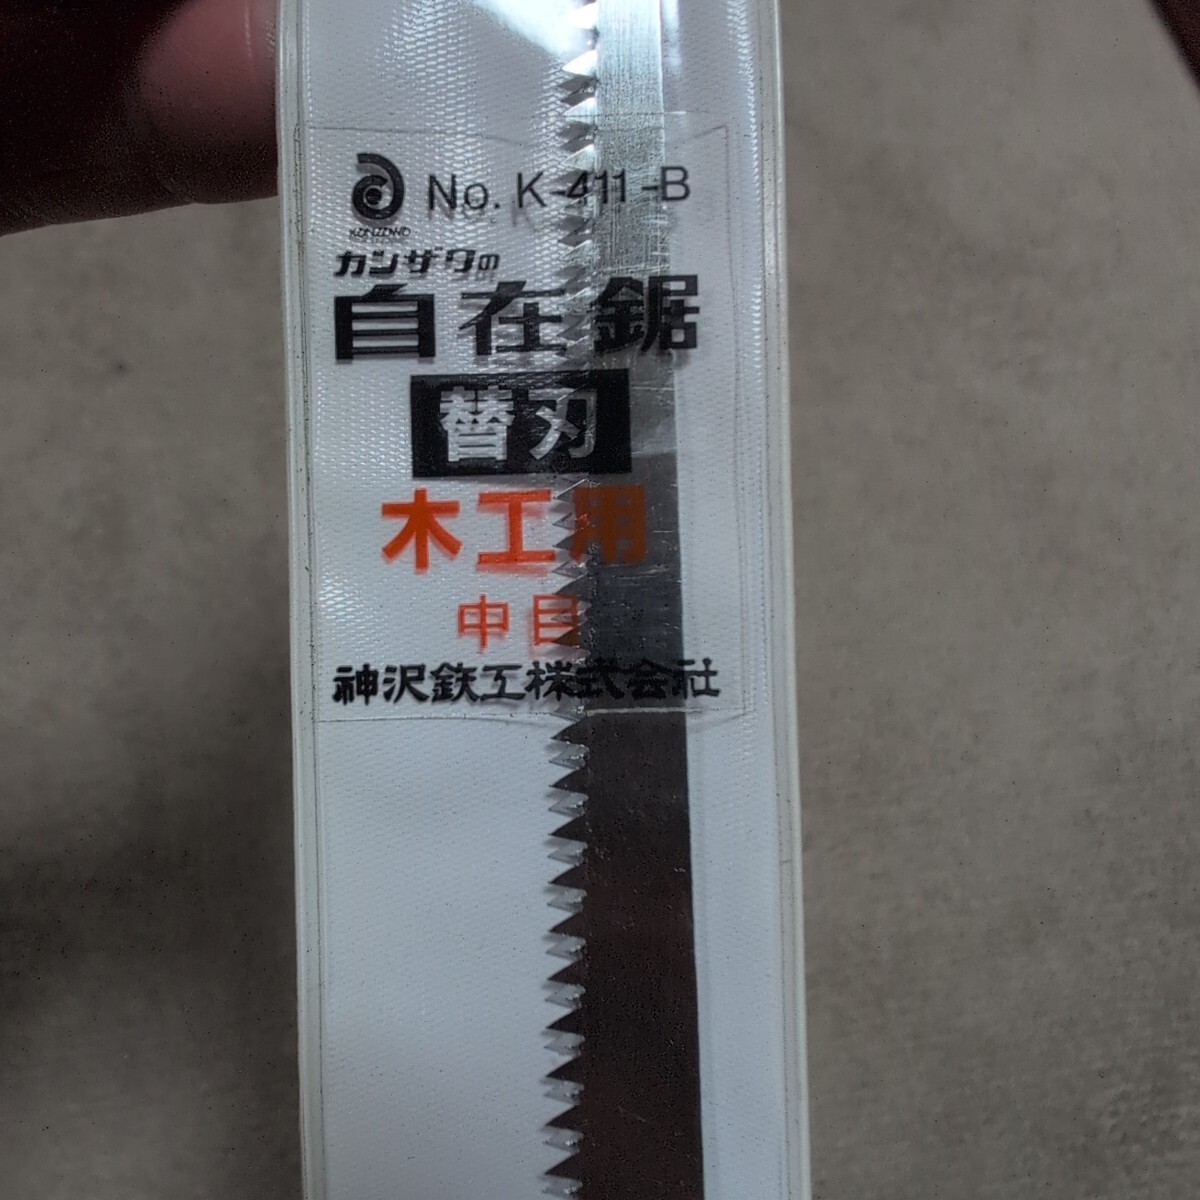 No. K-411-B
KANZAWA
カンザワの
自在鋸
替刃
木工用
中目
神沢鉄工株式会社